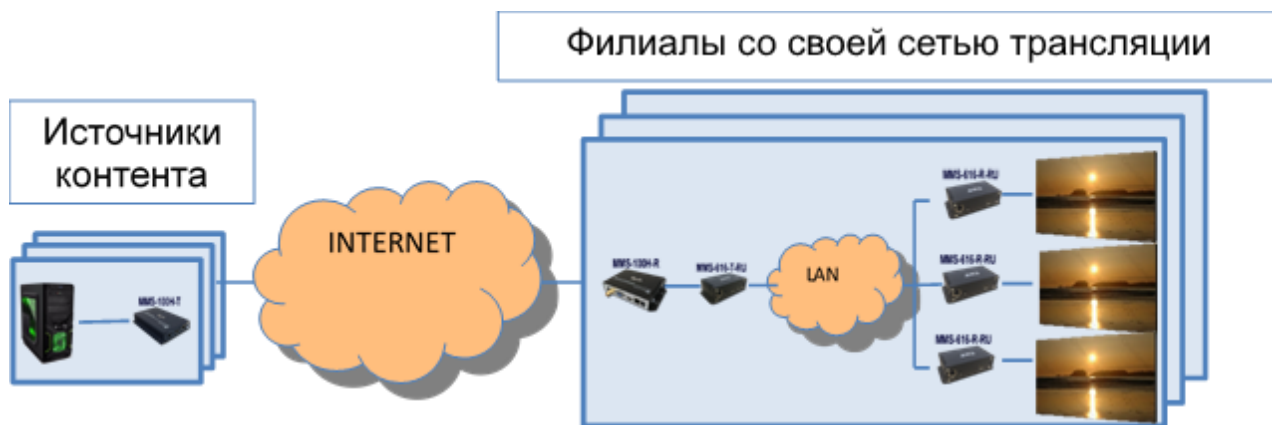 Филиалы со своей сетью трансляции
Источники
контента
INTERNET
LAN
MMS-100H-T
MMS-100H-R
MMS-616-T-RU
MMS-616-R-RU
MMS-616-R-RU
MMS-616-R-RU